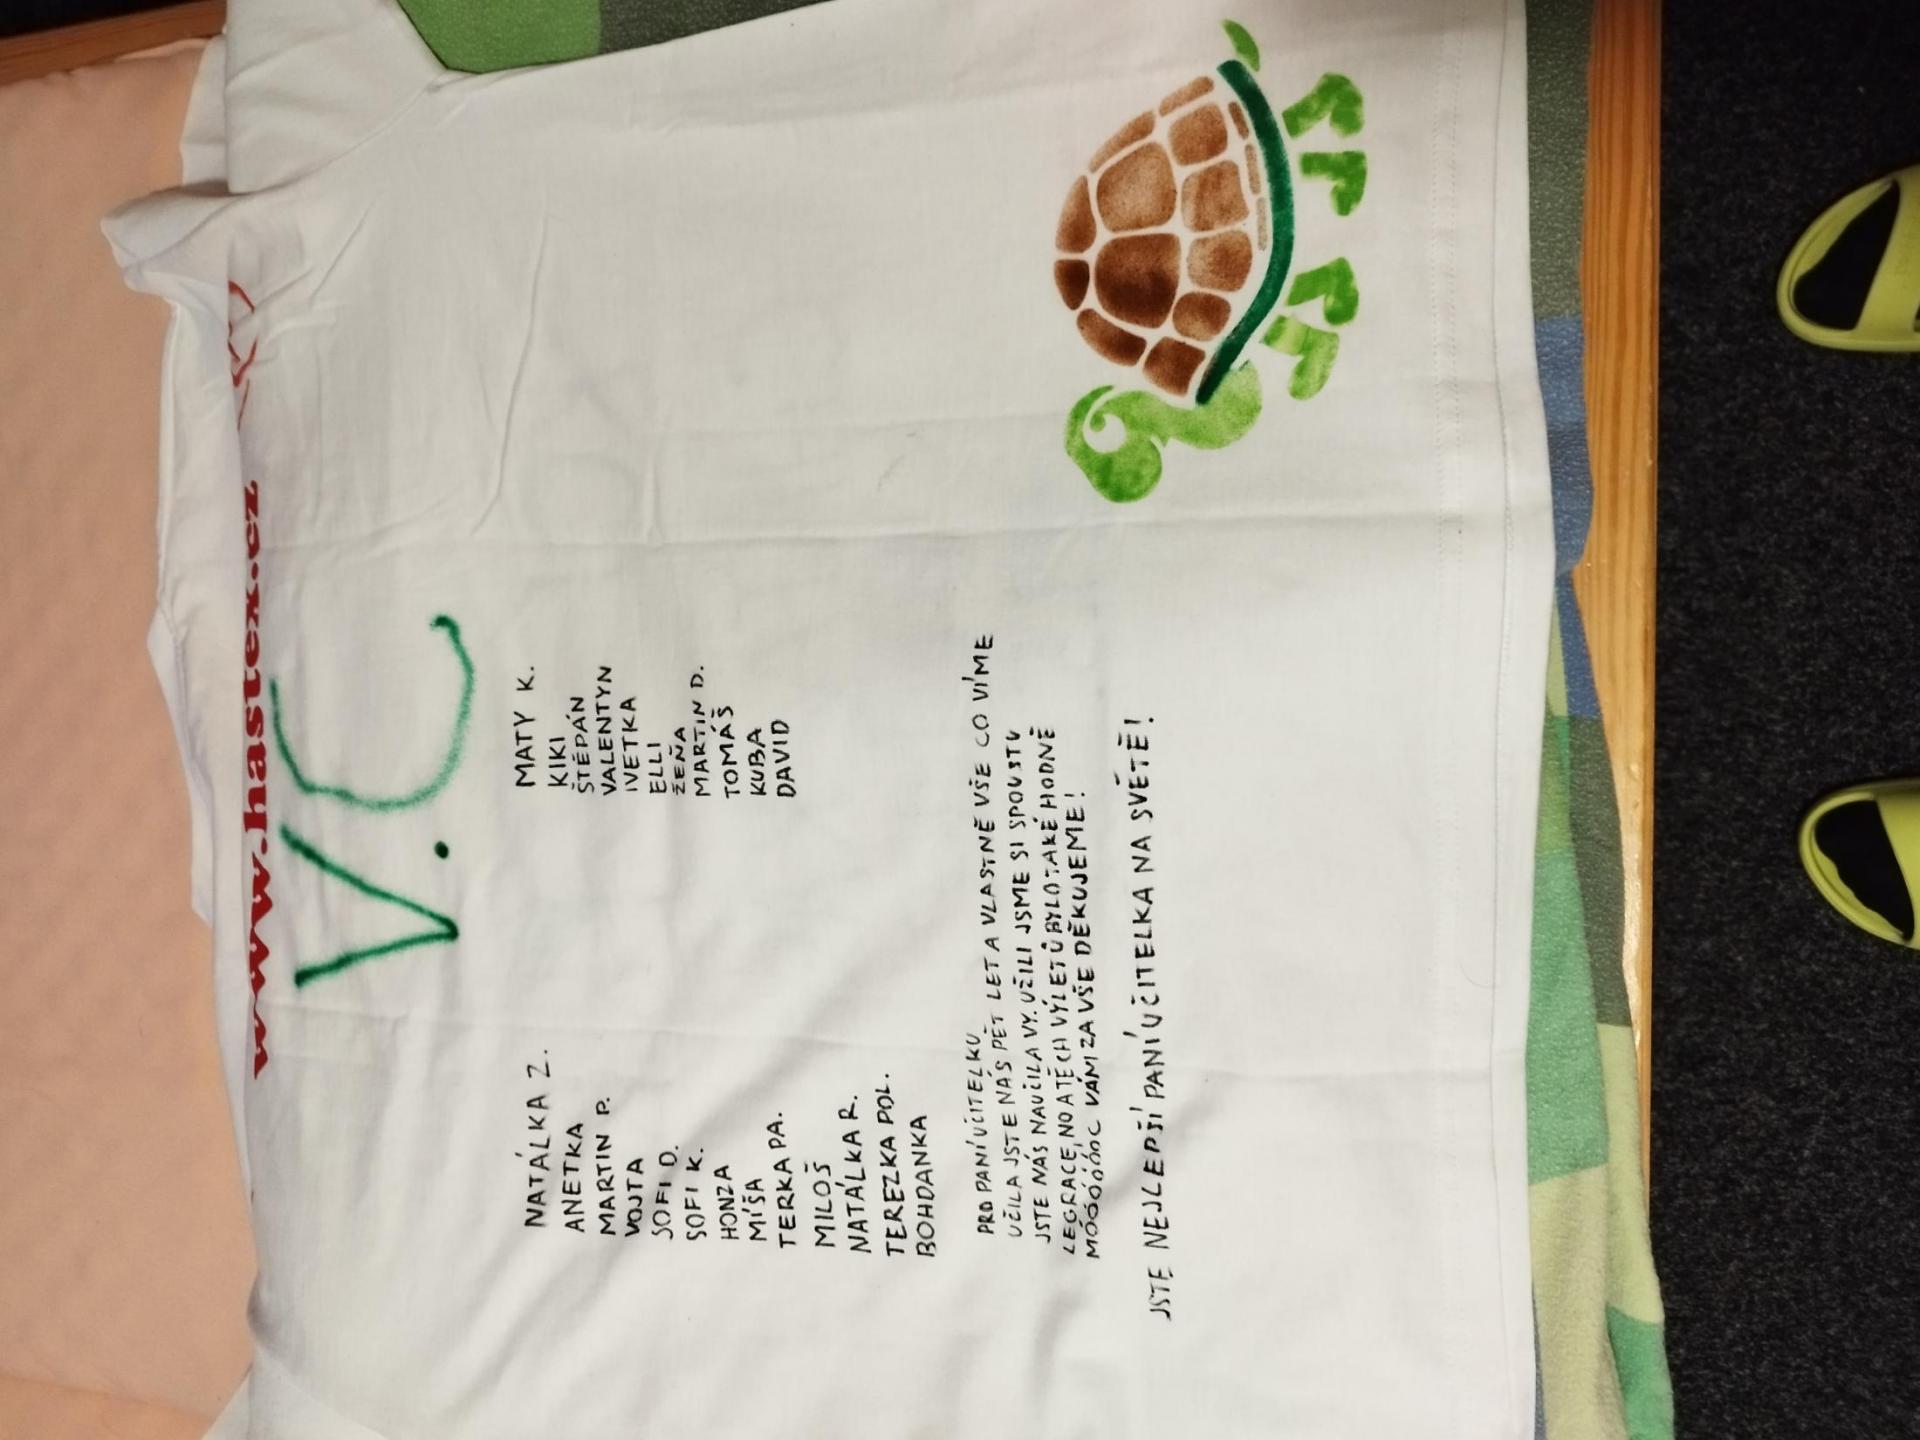 www.hastex.cz
V.C
NATÁLKA Z.
ANETKA
MARTIN P.
VOJTA
SOFI D.
SOFI K.
HONZA
MÍŠA
TERKA PA.
MILOŠ
NATÁLKA R.
TEREZKA POL.
BOHDANKA
MATY K.
KIKI
ŠTĚPÁN
VALENTYN
IVETKA
ELLI
ŽEŇA
MARTIN D.
TOMÁŠ
KUBA
DAVID
PRO PANÍ UČITELKU
UČILA JSTE NÁS PĚT LET A VLASTNĚ VŠE CO VÍME
JSTE NÁS NAUČILA VY. UŽILI JSME SI SPOUSTU
LEGRACE, NO A TĚCH VÝLETŮ BYLO TAKÉ HODNĚ
MÓÓÓÓÓC VÁM ZA VŠE DĚKUJEME!
JSTE NEJLEPŠÍ PANÍ UČITELKA NA SVĚTĚ!